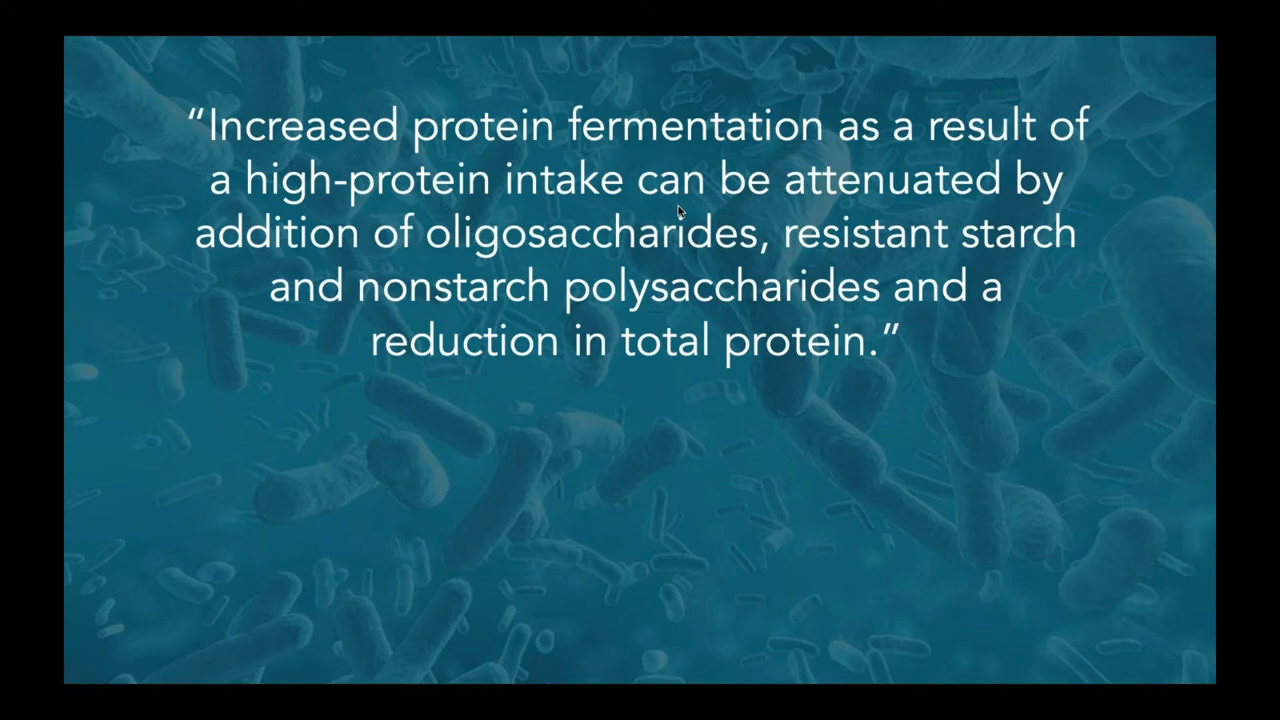 “Increased protein fermentation as a result of
a high-protein intake can be attenuated by
addition of oligosaccharides, resistant starch
and nonstarch polysaccharides and a
reduction in total protein.”